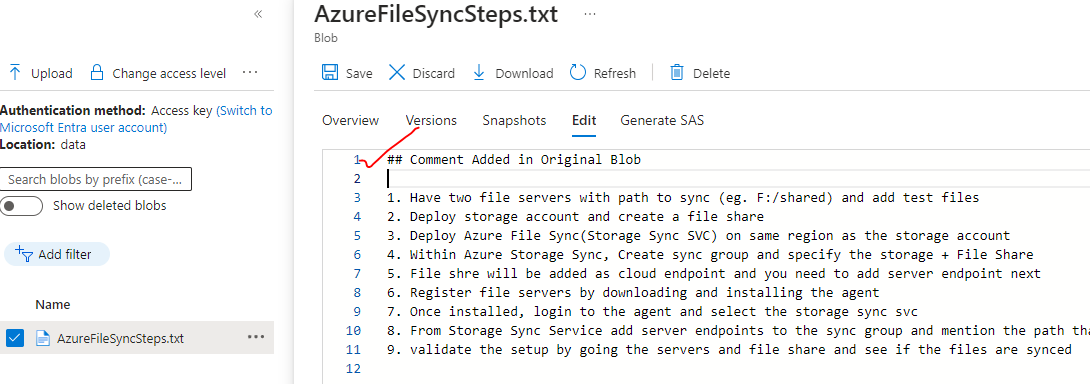 AzureFileSyncSteps.txt ...
Blob
«
Upload Change access level ...
Save Discard Download Refresh Delete
Authentication method: Access key (Switch to
Microsoft Entra user account)
Location: data
Search blobs by prefix (case-...
Show deleted blobs
Add filter
Name
AzureFileSyncSteps.txt ...
Overview Versions Snapshots Edit Generate SAS
1 ## Comment Added in Original Blob
2
3 1. Have two file servers with path to sync (eg. F:/shared) and add test files
4 2. Deploy storage account and create a file share
5 3. Deploy Azure File Sync(Storage Sync SVC) on same region as the storage account
6 4. Within Azure Storage Sync, Create sync group and specify the storage + File Share
7 5. File shre will be added as cloud endpoint and you need to add server endpoint next
8 6. Register file servers by downloading and installing the agent
9 7. Once installed, login to the agent and select the storage sync svc
10 8. From Storage Sync Service add server endpoints to the sync group and mention the path tha
11 9. validate the setup by going the servers and file share and see if the files are synced
12